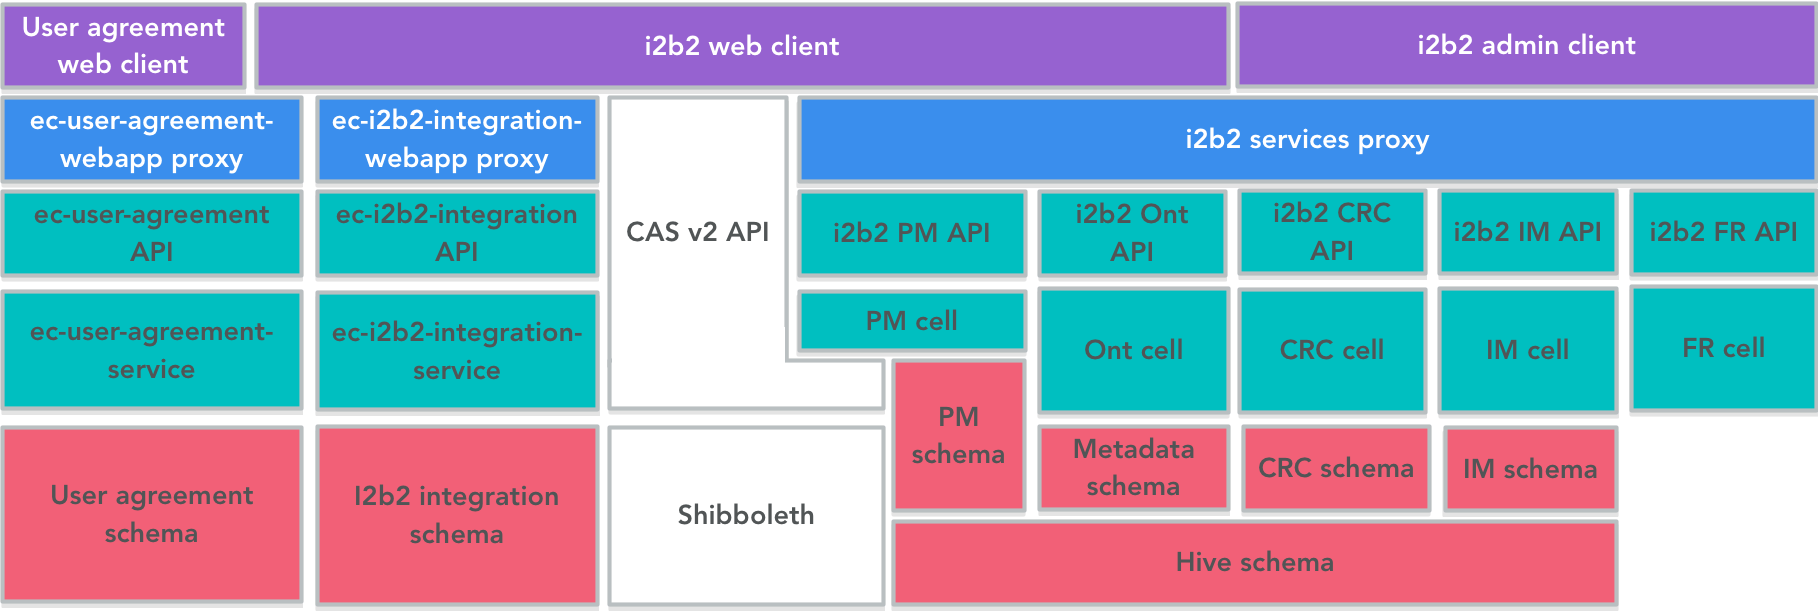 User agreement
web client
i2b2 web client
i2b2 admin client
ec-user-agreement-
webapp proxy
ec-i2b2-integration-
webapp proxy
CAS v2 API
i2b2 services proxy
ec-user-agreement
API
ec-i2b2-integration
API
i2b2 PM API
i2b2 Ont
API
i2b2 CRC
API
i2b2 IM API
i2b2 FR API
ec-user-agreement-
service
ec-i2b2-integration-
service
PM cell
Ont cell
CRC cell
IM cell
FR cell
User agreement
schema
I2b2 integration
schema
Shibboleth
PM
schema
Metadata
schema
CRC schema
IM schema
Hive schema